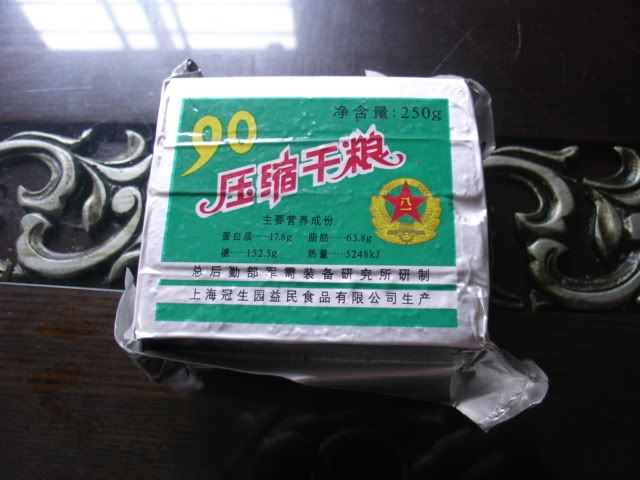 净含量:250g
90
压缩干粮
八一
主要营养成份
蛋白质……17.8g 脂肪……63.8g
糖……152.5g 热量……5248kJ
总后勤部军需装备研究所研制
上海冠生园益民食品有限公司生产